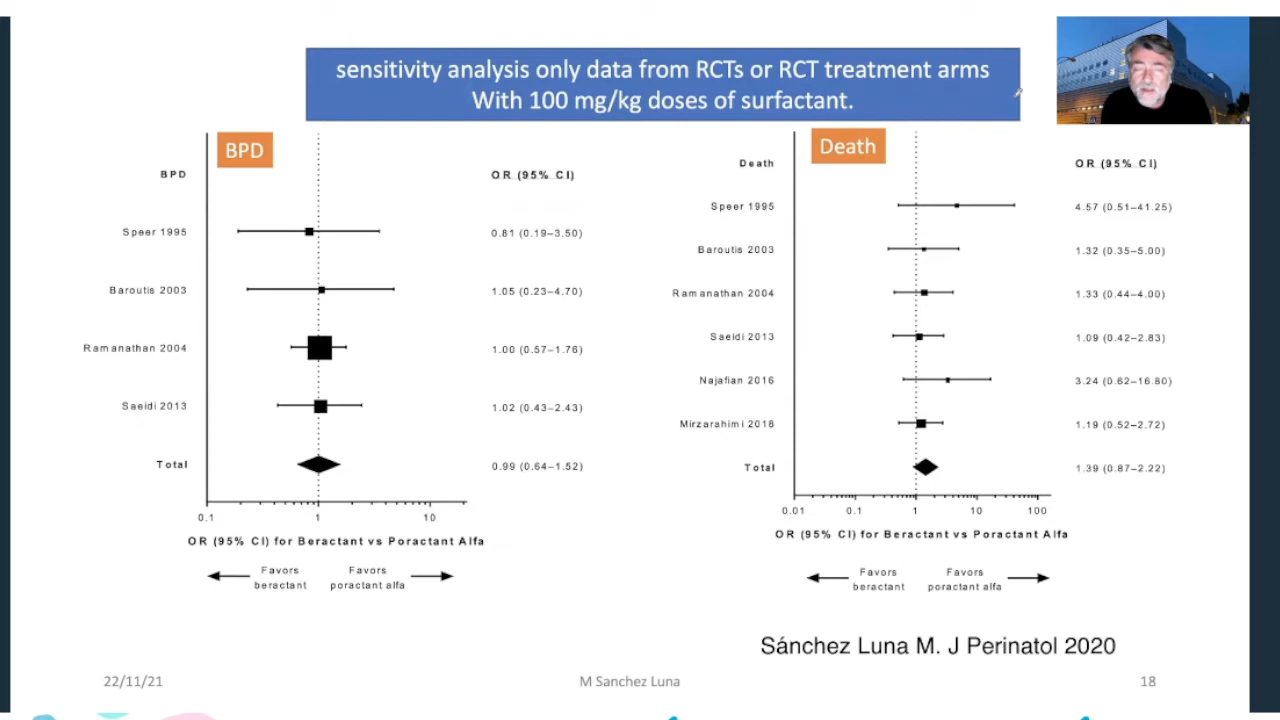 sensitivity analysis only data from RCTs or RCT treatment arms
With 100 mg/kg doses of surfactant.
BPD
BPD
OR (95% CI)
Speer 1995
0.81 (0.19–3.50)
Baroutis 2003
1.05 (0.23–4.70)
Ramanathan 2004
1.00 (0.57–1.76)
Saeidi 2013
1.02 (0.43–2.43)
Total
0.99 (0.64–1.52)
0.1 1 10
OR (95% CI) for Beractant vs Poractant Alfa
Favors
beractant
Favors
poractant alfa
Death
Death
OR (95% CI)
Speer 1995
4.57 (0.51–41.25)
Baroutis 2003
1.32 (0.35–5.00)
Ramanathan 2004
1.33 (0.44–4.00)
Saeidi 2013
1.09 (0.42–2.83)
Najafian 2016
3.24 (0.62–16.80)
Mirzarahimi 2018
1.19 (0.52–2.72)
Total
1.39 (0.87–2.22)
0.01 0.1 1 10 100
OR (95% CI) for Beractant vs Poractant Alfa
Favors
beractant
Favors
poractant alfa
Sánchez Luna M. J Perinatol 2020
22/11/21
M Sanchez Luna
18